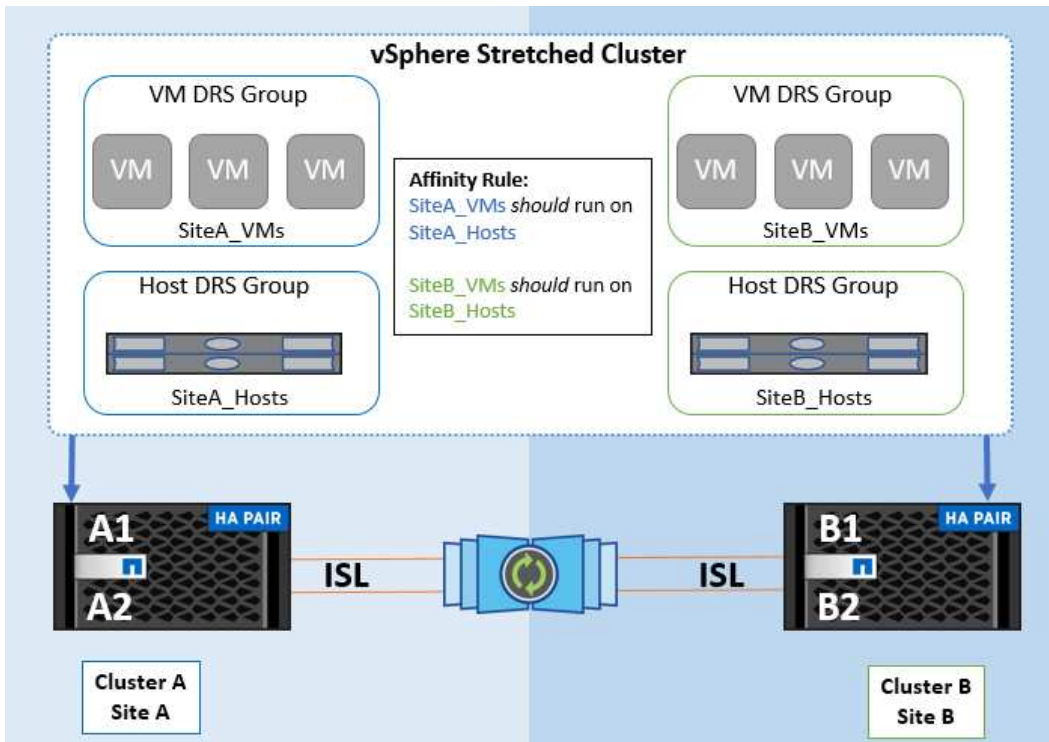 vSphere Stretched Cluster
VM DRS Group
VM VM VM
SiteA_VMs
Host DRS Group
SiteA_Hosts
Affinity Rule:
SiteA_VMs should run on
SiteA_Hosts
SiteB_VMs should run on
SiteB_Hosts
VM DRS Group
VM VM VM
SiteB_VMs
Host DRS Group
SiteB_Hosts
A1
HA PAIR
A2
ISL
ISL
B1
HA PAIR
B2
Cluster A
Site A
Cluster B
Site B